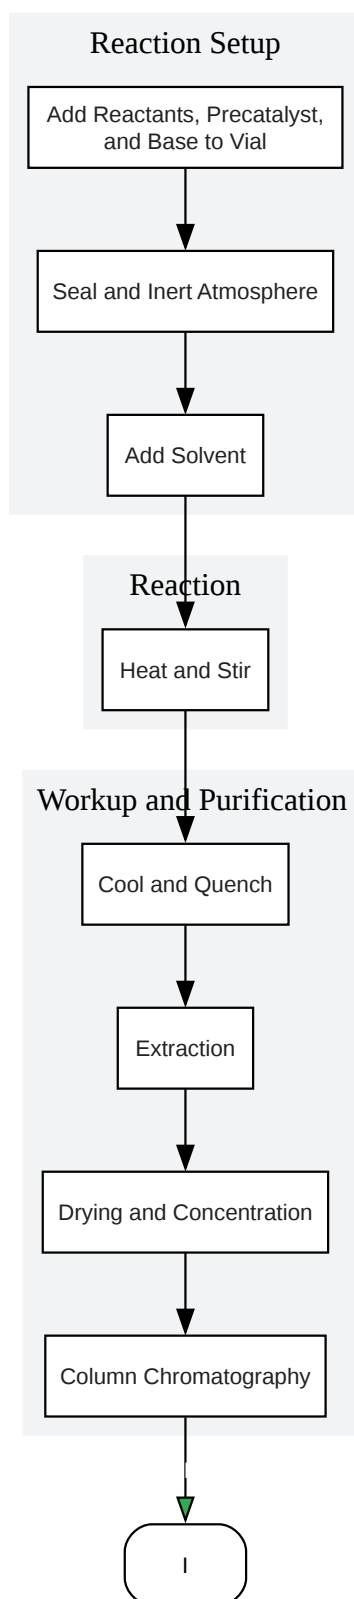 Reaction Setup
Add Reactants, Precatalyst,
and Base to Vial
Seal and Inert Atmosphere
Add Solvent
Reaction
Heat and Stir
Workup and Purification
Cool and Quench
Extraction
Drying and Concentration
Column Chromatography
I